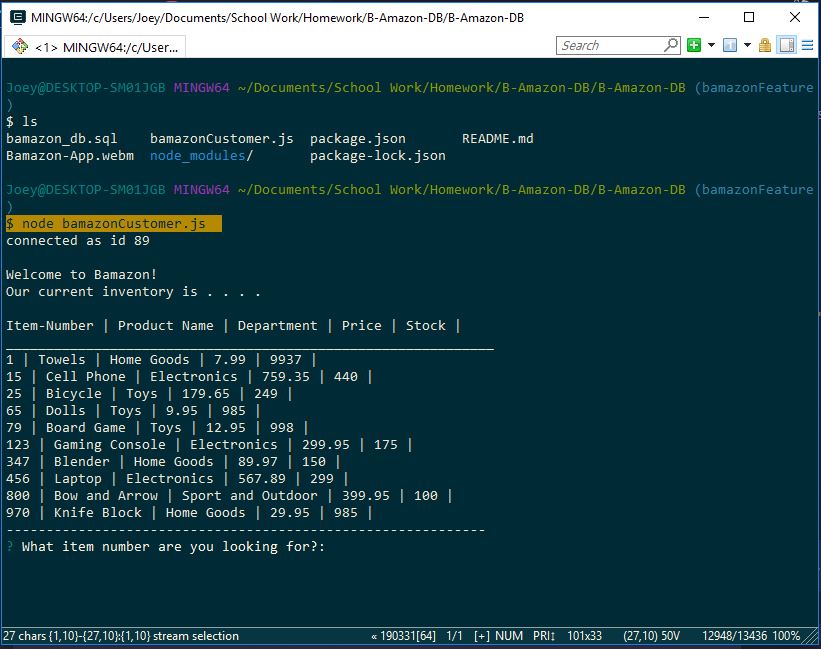 MINGW64:/c/Users/Joey/Documents/School Work/Homework/B-Amazon-DB/B-Amazon-DB
<1> MINGW64:/c/User...
Search
Joey@DESKTOP-SM01JGB MINGW64 ~/Documents/School Work/Homework/B-Amazon-DB/B-Amazon-DB (bamazonFeature
)
$ ls
bamazon_db.sql bamazonCustomer.js package.json README.md
Bamazon-App.webm node_modules/ package-lock.json
Joey@DESKTOP-SM01JGB MINGW64 ~/Documents/School Work/Homework/B-Amazon-DB/B-Amazon-DB (bamazonFeature
)
$ node bamazonCustomer.js
connected as id 89
Welcome to Bamazon!
Our current inventory is . . . .
Item-Number | Product Name | Department | Price | Stock |
_____________________________________________________________
1 | Towels | Home Goods | 7.99 | 9937 |
15 | Cell Phone | Electronics | 759.35 | 440 |
25 | Bicycle | Toys | 179.65 | 249 |
65 | Dolls | Toys | 9.95 | 985 |
79 | Board Game | Toys | 12.95 | 998 |
123 | Gaming Console | Electronics | 299.95 | 175 |
347 | Blender | Home Goods | 89.97 | 150 |
456 | Laptop | Electronics | 567.89 | 299 |
800 | Bow and Arrow | Sport and Outdoor | 399.95 | 100 |
970 | Knife Block | Home Goods | 29.95 | 985 |
------------------------------------------------------------
? What item number are you looking for?:
27 chars {1,10}-{27,10}:{1,10} stream selection « 190331[64] 1/1 [+] NUM PRI↕ 101x33 (27,10) 50V 12948/13436 100%